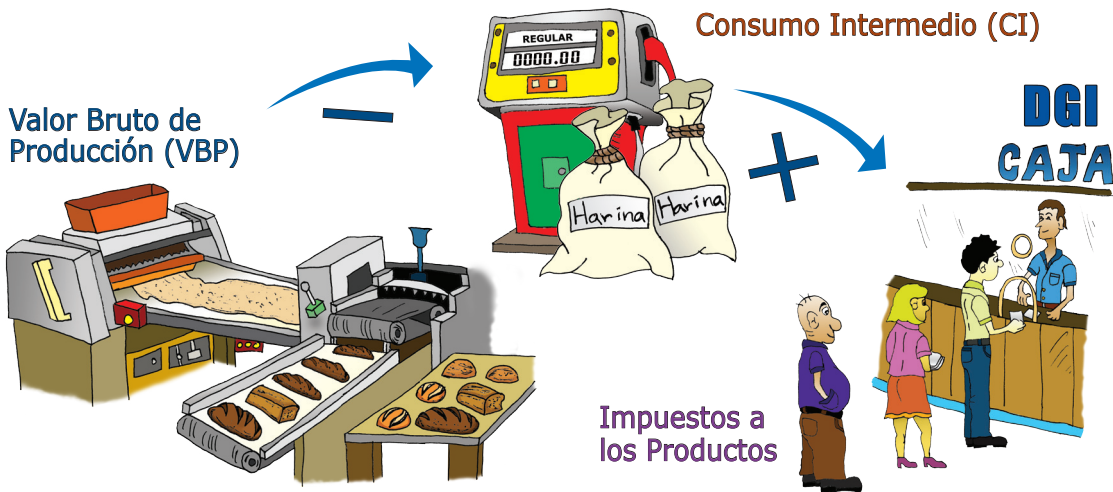 Valor Bruto de
Producción (VBP)
−
REGULAR
0000.00
Harina
Harina
Consumo Intermedio (CI)
+
DGI
CAJA
Impuestos a
los Productos